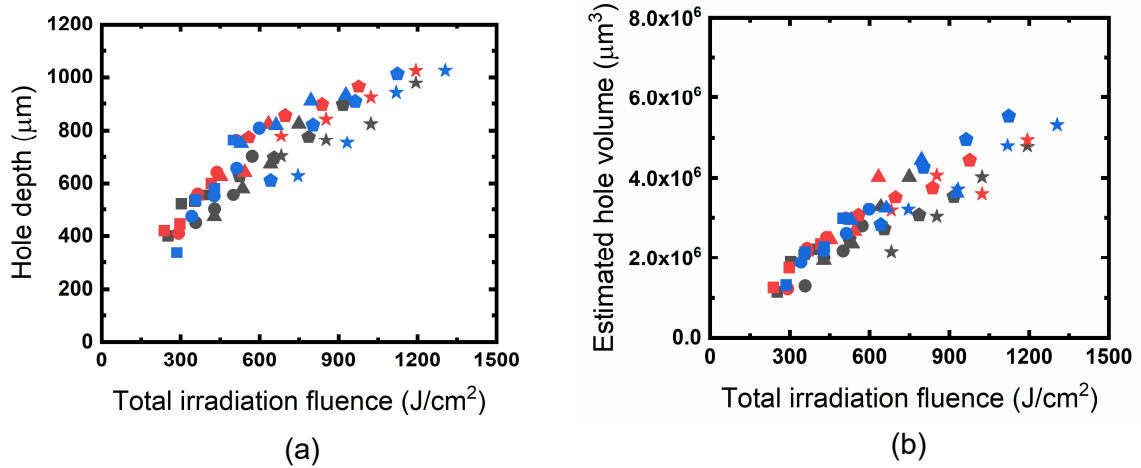 1200
1000
800
600
400
200
0
0 300 600 900 1200 1500
Hole depth (μm)
Total irradiation fluence (J/cm²)
(a)
8.0x10⁶
6.0x10⁶
4.0x10⁶
2.0x10⁶
0.0
0 300 600 900 1200 1500
Estimated hole volume (μm³)
Total irradiation fluence (J/cm²)
(b)